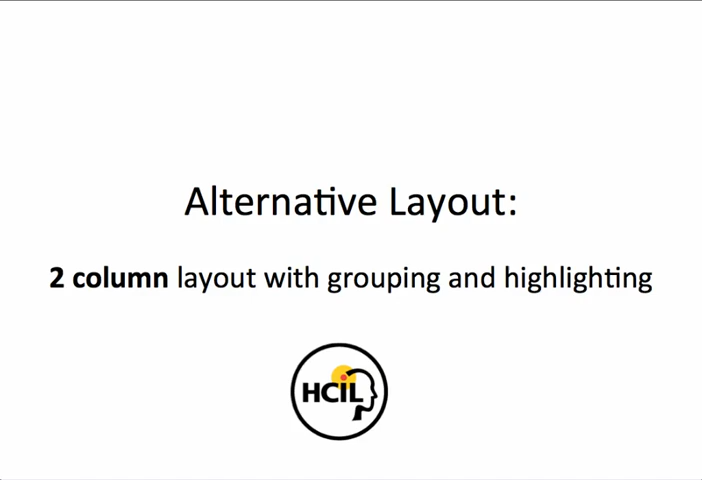 Alternative Layout:
2 column layout with grouping and highlighting
HCIL